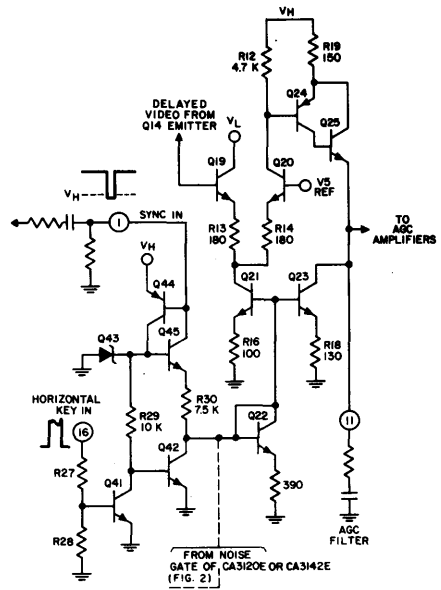 VH
R12
4.7 K
R19
150
Q24
Q25
DELAYED
VIDEO FROM
Q14 EMITTER
VL
Q19
Q20
V5
REF
VH
1
SYNC IN
R13
180
R14
180
TO
AGC
AMPLIFIERS
VH
Q44
Q21
Q23
Q43
Q45
R16
100
R18
130
HORIZONTAL
KEY IN
R29
10 K
R30
7.5 K
16
11
Q42
Q22
R27
Q41
390
R28
AGC
FILTER
FROM NOISE
GATE OF CA3120E OR CA3142E
(FIG. 2)